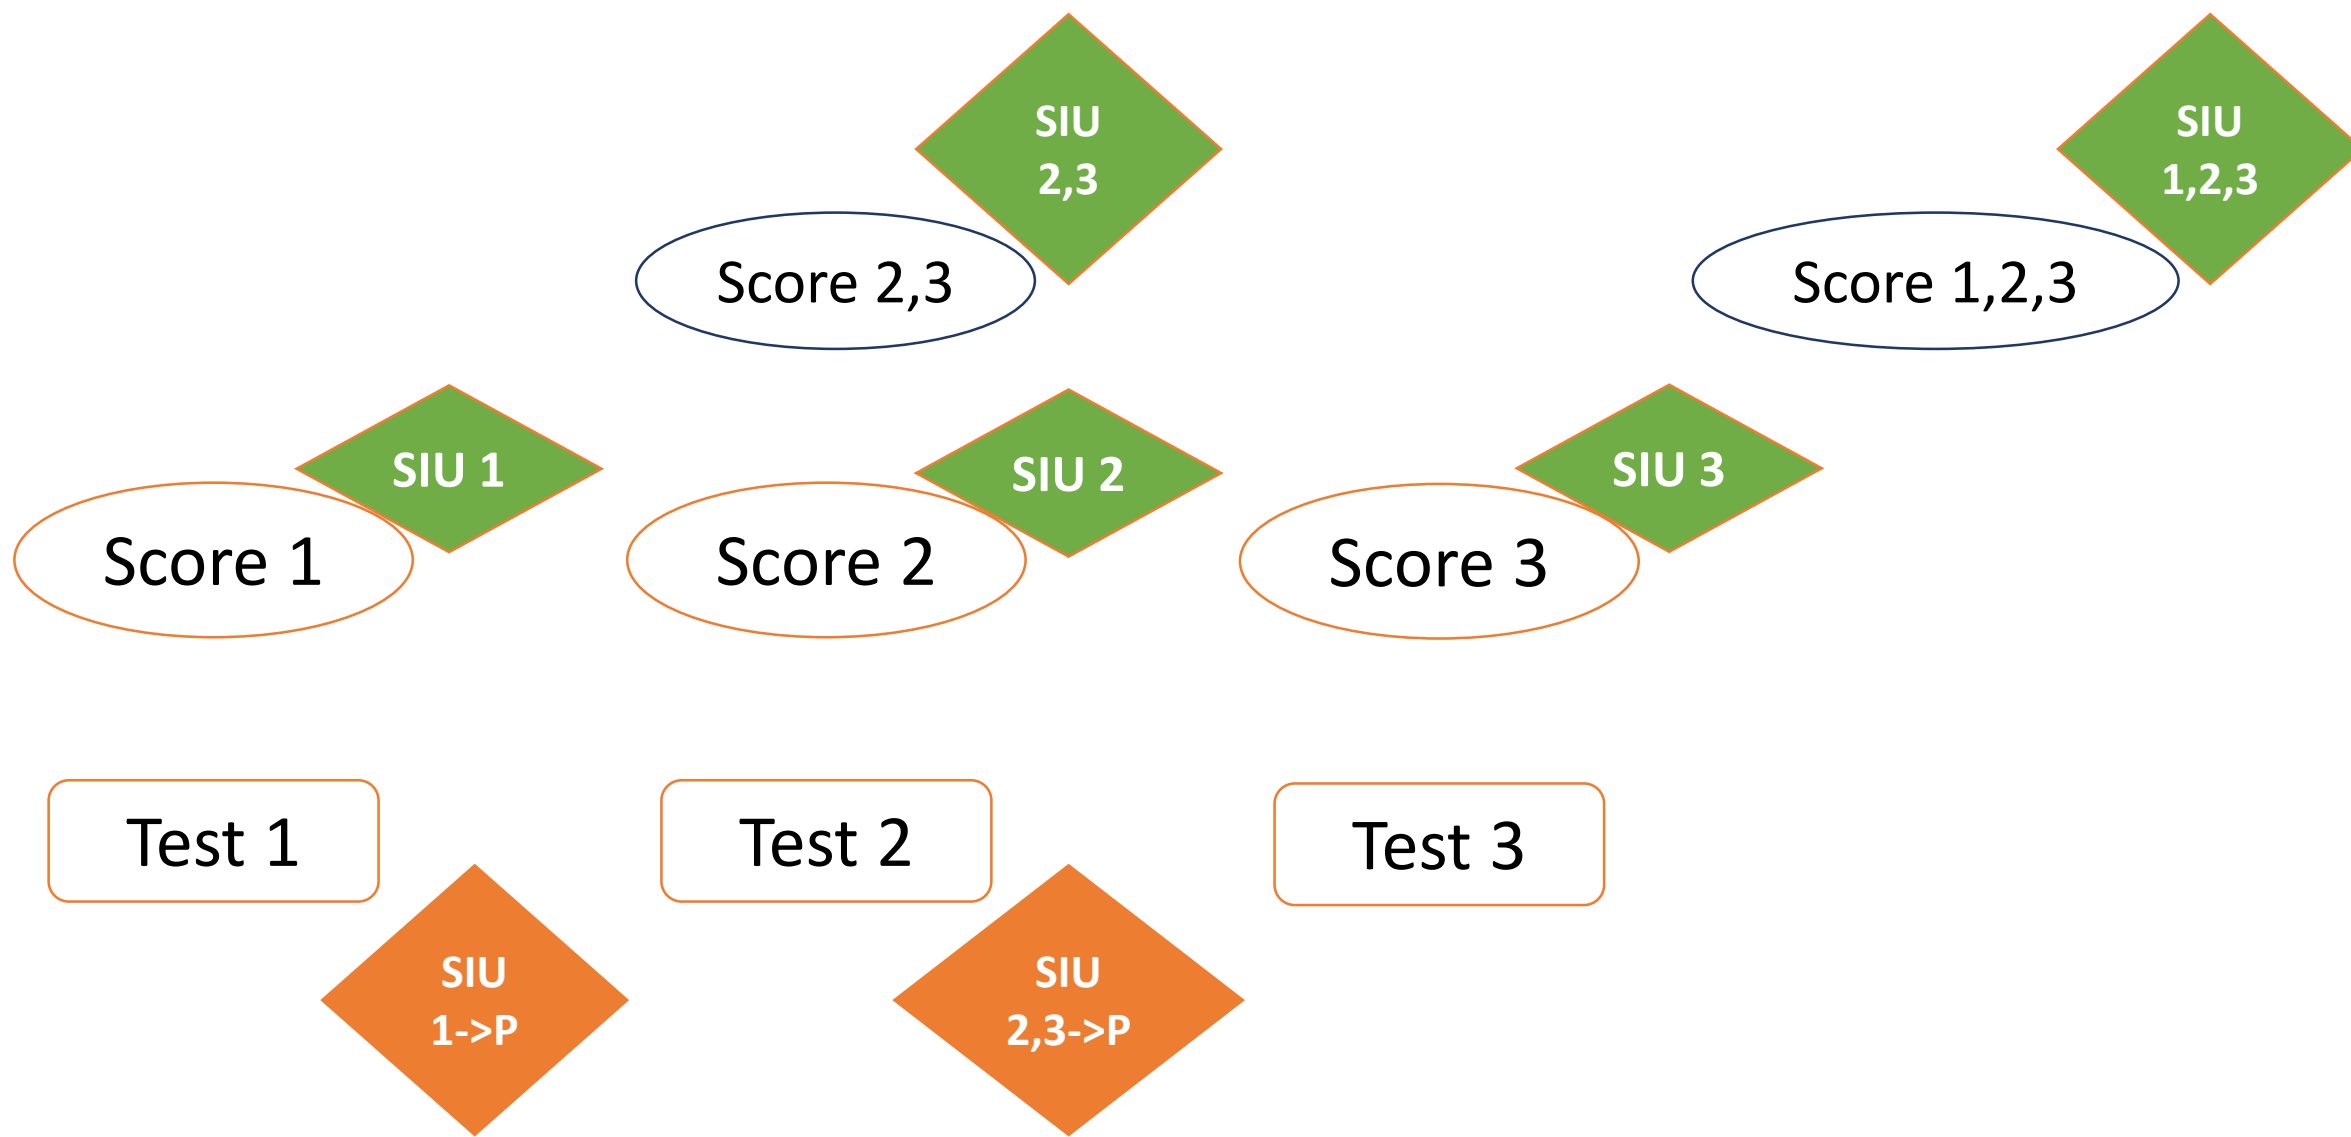 SIU
2,3
SIU
1,2,3
Score 2,3
Score 1,2,3
SIU 1
SIU 2
SIU 3
Score 1
Score 2
Score 3
Test 1
Test 2
Test 3
SIU
1->P
SIU
2,3->P